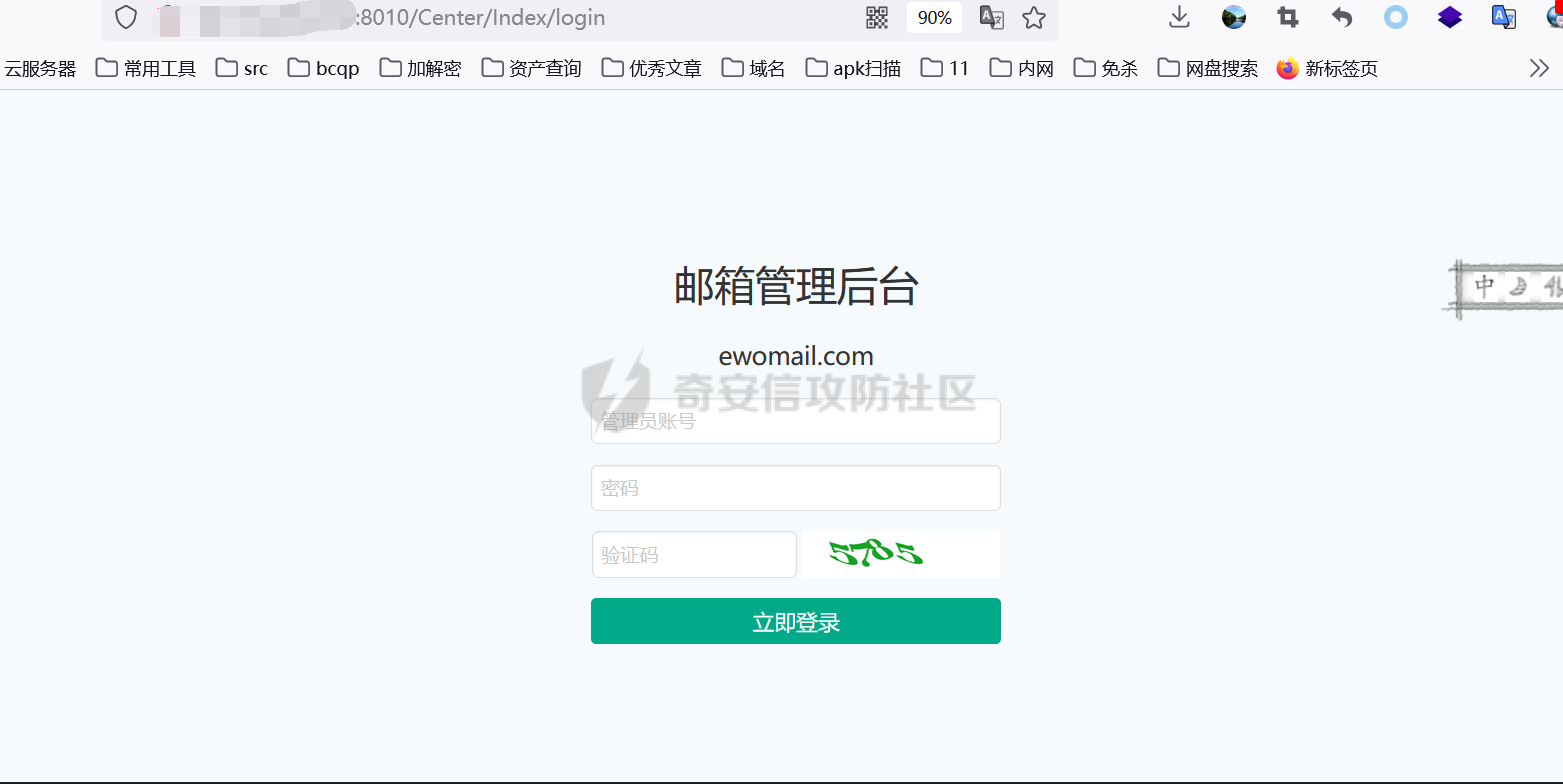 :8010/Center/Index/login
90%
云服务器 常用工具 src bcqp 加解密 资产查询 优秀文章 域名 apk扫描 11 内网 免杀 网盘搜索 新标签页
邮箱管理后台
ewomail.com
奇安信攻防社区
管理员账号
密码
验证码 5785
立即登录
中